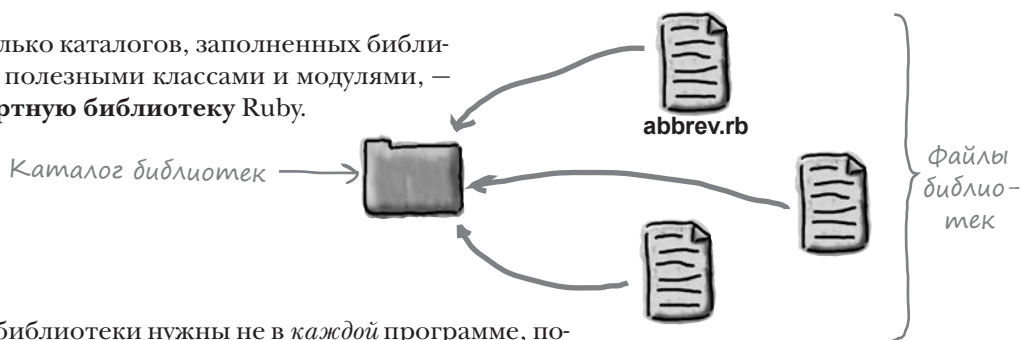 олько каталогов, заполненных библи-
полезными классами и модулями, —
ртную библиотеку Ruby.
abbrev.rb
Каталог библиотек
Файлы
библио-
тек
библиотеки нужны не в каждой программе, по-